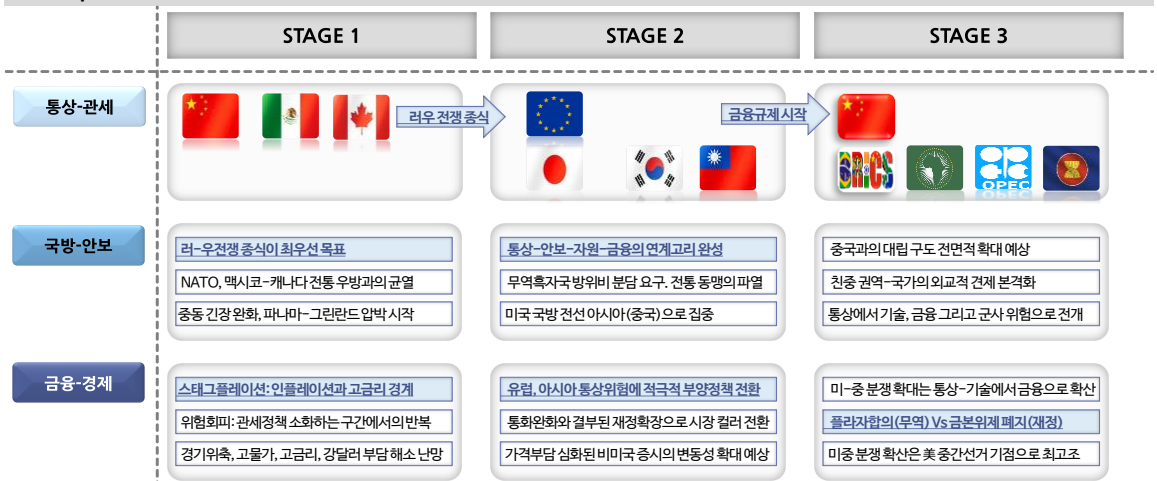 STAGE 1
STAGE 2
STAGE 3
통상-관세
러우 전쟁 종식
금융규제 시작
BRICS
OPEC
국방-안보
러-우전쟁 종식이 최우선 목표
NATO, 맥시코-캐나다 전통 우방과의 균열
중동 긴장 완화, 파나마-그린란드 압박 시작
통상-안보-자원-금융의 연계고리 완성
무역흑자국 방위비 분담 요구. 전통 동맹의 파열
미국 국방 전선 아시아(중국)으로 집중
중국과의 대립 구도 전면적 확대 예상
친중 권역-국가의 외교적 견제 본격화
통상에서 기술, 금융 그리고 군사 위험으로 전개
금융-경제
스태그플레이션: 인플레이션과 고금리 경계
위험회피: 관세정책 소화하는 구간에서의 반복
경기위축, 고물가, 고금리, 강달러 부담 해소 난망
유럽, 아시아 통상위험에 적극적 부양정책 전환
통화완화와 결부된 재정확장으로 시장 컬러 전환
가격부담 심화된 비미국 증시의 변동성 확대 예상
미-중 분쟁 확대는 통상-기술에서 금융으로 확산
플라자합의(무역) Vs 금본위제 폐지(재정)
미중 분쟁 확산은 美 중간선거 기점으로 최고조